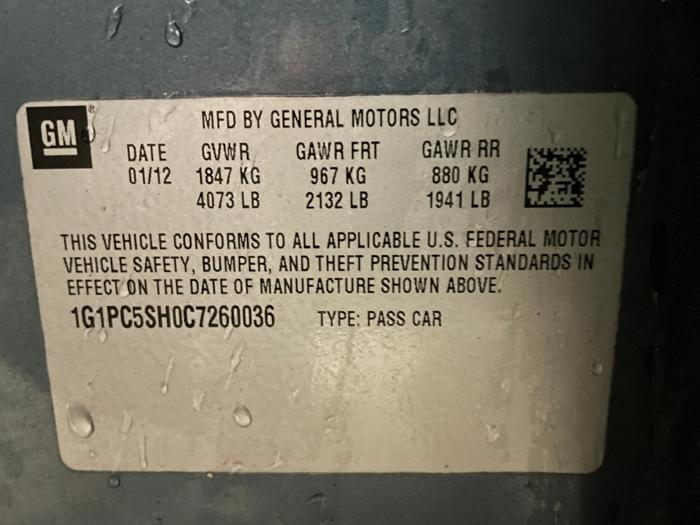 GM
MFD BY GENERAL MOTORS LLC
DATE GVWR GAWR FRT GAWR RR
01/12 1847 KG 967 KG 880 KG
4073 LB 2132 LB 1941 LB
THIS VEHICLE CONFORMS TO ALL APPLICABLE U.S. FEDERAL MOTOR
VEHICLE SAFETY, BUMPER, AND THEFT PREVENTION STANDARDS IN
EFFECT ON THE DATE OF MANUFACTURE SHOWN ABOVE.
1G1PC5SH0C7260036 TYPE: PASS CAR